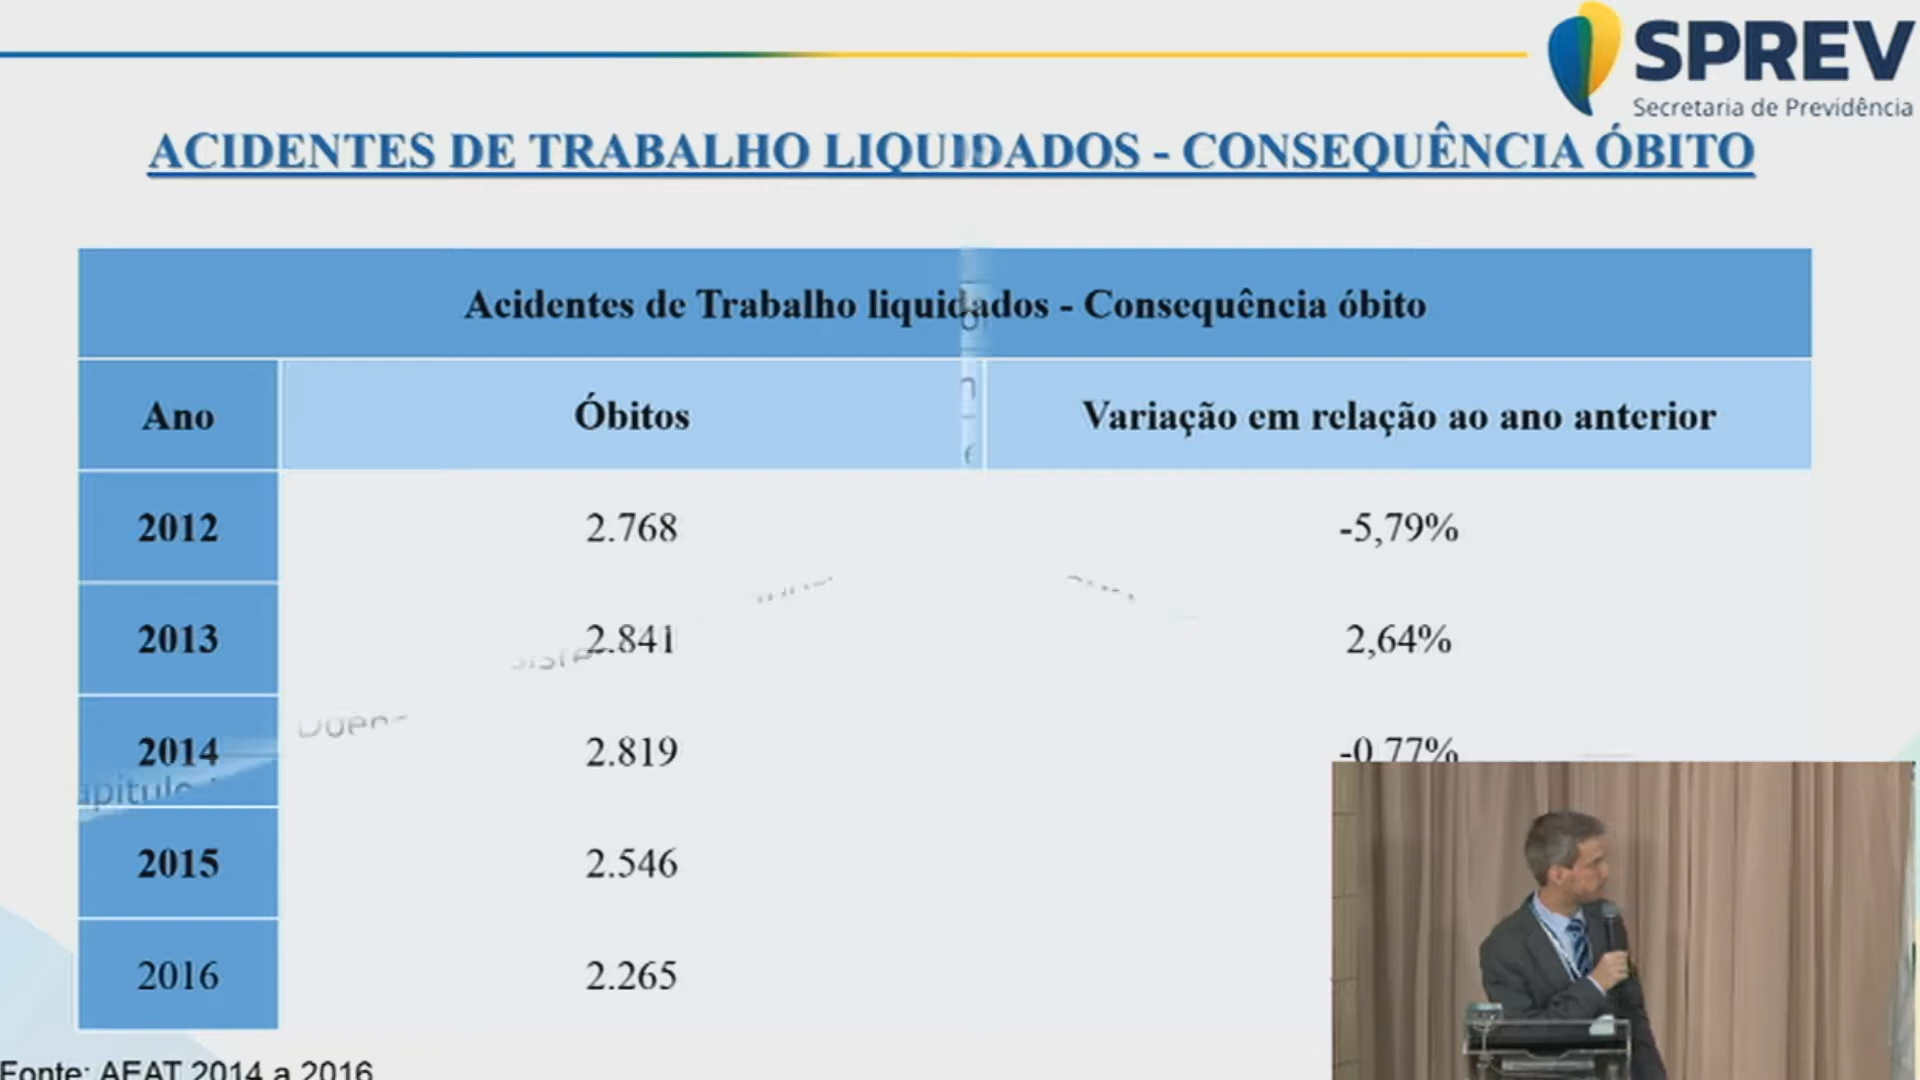 SPREV
Secretaria de Previdência
ACIDENTES DE TRABALHO LIQUIDADOS - CONSEQUÊNCIA ÓBITO
Acidentes de Trabalho liquidados - Consequência óbito
Ano Óbitos Variação em relação ao ano anterior
2012 2.768 -5,79%
2013 2.841 2,64%
2014 2.819 -0,77%
2015 2.546
2016 2.265
Fonte: AEAT 2014 a 2016